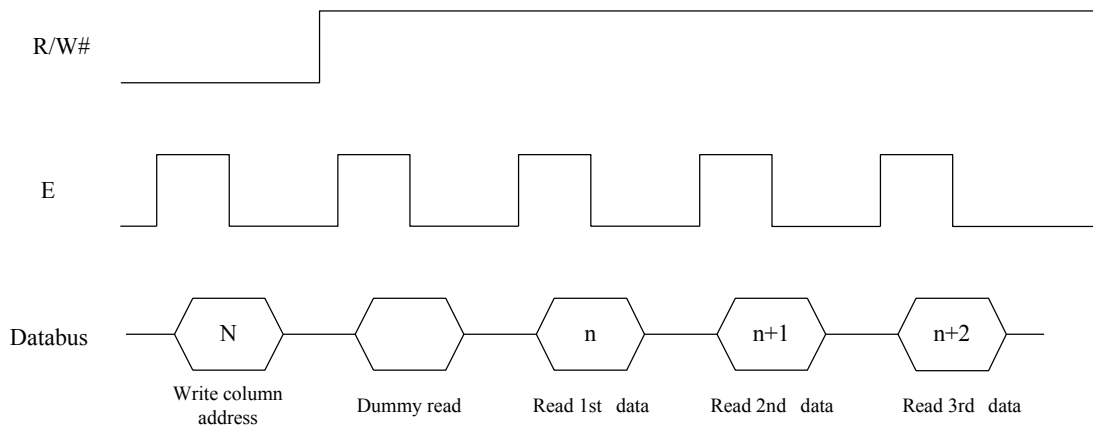 R/W#
E
Databus
N
n
n+1
n+2
Write column
address
Dummy read
Read 1st data
Read 2nd data
Read 3rd data